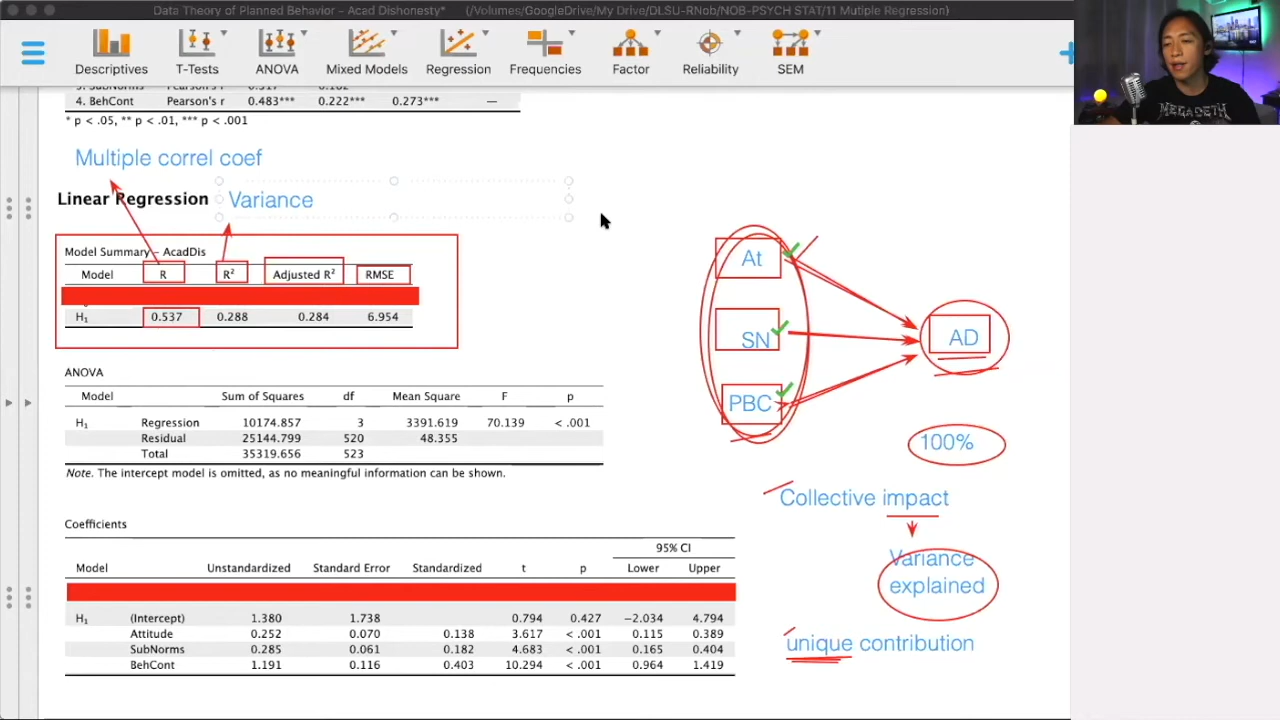 Data Theory of Planned Behavior – Acad Dishonesty* (/Volumes/GoogleDrive/My Drive/DLSU-RNob/NOB-PSYCH STAT/11 Mutiple Regression)
Descriptives T-Tests ANOVA Mixed Models Regression Frequencies Factor Reliability SEM
4. BehCont Pearson's r 0.483*** 0.222*** 0.273*** —
* p < .05, ** p < .01, *** p < .001
Multiple correl coef
Linear Regression Variance
Model Summary – AcadDis
Model R R² Adjusted R² RMSE
H₁ 0.537 0.288 0.284 6.954
ANOVA
Model Sum of Squares df Mean Square F p
H₁ Regression 10174.857 3 3391.619 70.139 < .001
Residual 25144.799 520 48.355
Total 35319.656 523
Note. The intercept model is omitted, as no meaningful information can be shown.
Coefficients
95% CI
Model Unstandardized Standard Error Standardized t p Lower Upper
H₁ (Intercept) 1.380 1.738 0.794 0.427 −2.034 4.794
Attitude 0.252 0.070 0.138 3.617 < .001 0.115 0.389
SubNorms 0.285 0.061 0.182 4.683 < .001 0.165 0.404
BehCont 1.191 0.116 0.403 10.294 < .001 0.964 1.419
At
SN
PBC
AD
100%
Collective impact
Variance
explained
unique contribution
MEGADETH